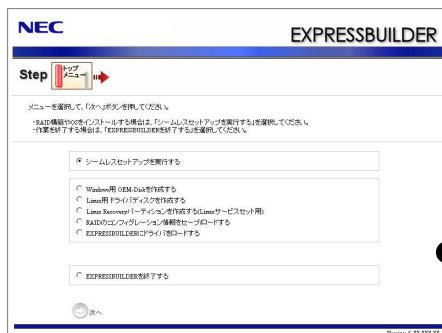 NEC
EXPRESSBUILDER
Step
トップ
メニュー
メニューを選択して、「次へ」ボタンを押してください。
・RAID構築やOSをインストールする場合は、「シームレスセットアップを実行する」を選択してください。
・作業を終了する場合は、「EXPRESSBUILDERを終了する」を選択してください。
シームレスセットアップを実行する
Windows用 OEM-Diskを作成する
Linux用 ドライバディスクを作成する
Linux Recoveryパーティションを作成する(Linuxサービスセット用)
RAIDのコンフィグレーション情報をセーブ/ロードする
EXPRESSBUILDERにドライバをロードする
EXPRESSBUILDERを終了する
次へ